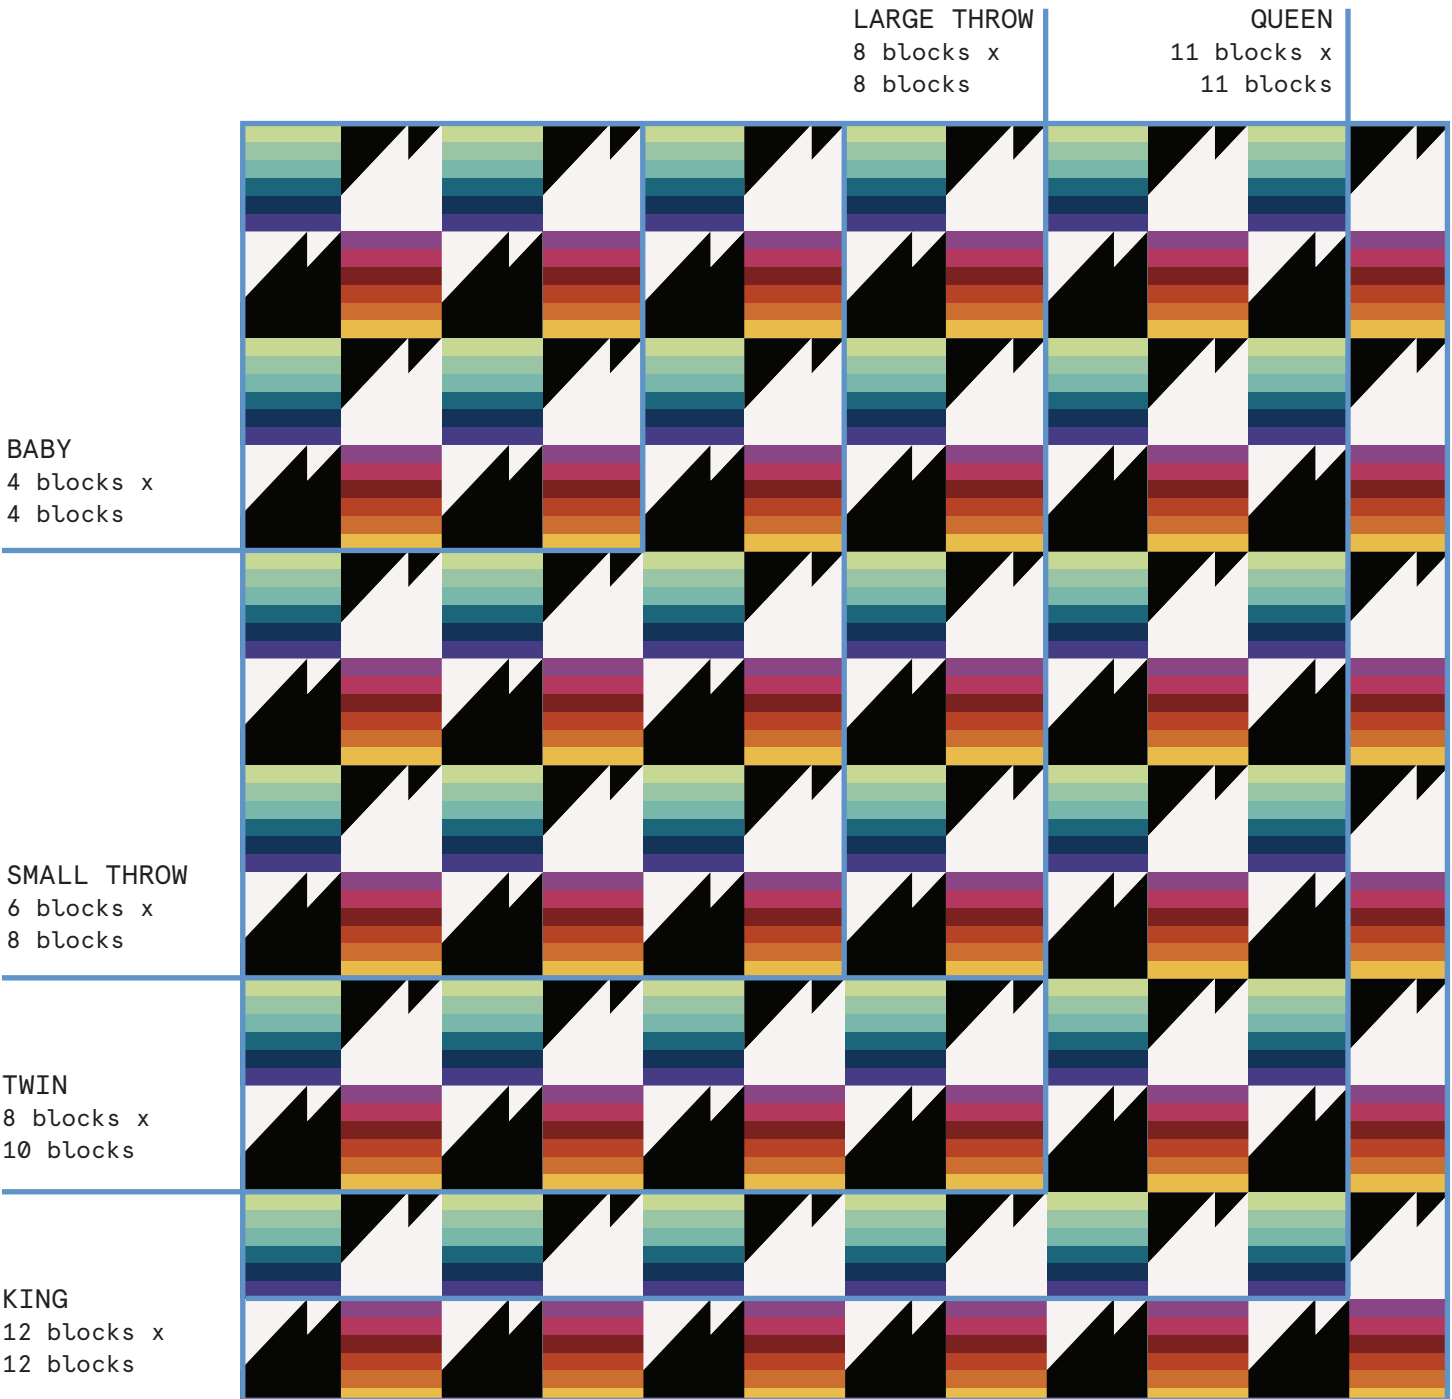 LARGE THROW
8 blocks x
8 blocks
QUEEN
11 blocks x
11 blocks
BABY
4 blocks x
4 blocks
SMALL THROW
6 blocks x
8 blocks
TWIN
8 blocks x
10 blocks
KING
12 blocks x
12 blocks